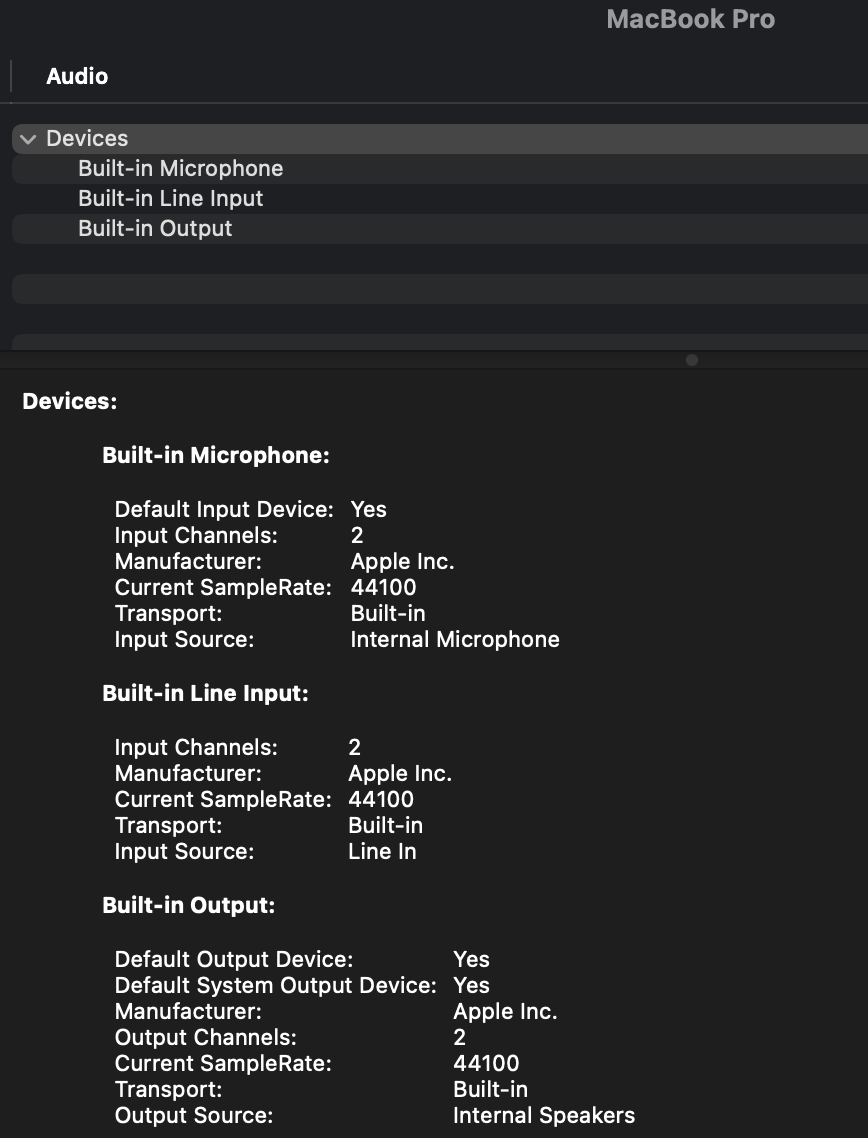 MacBook Pro
Audio
Devices
Built-in Microphone
Built-in Line Input
Built-in Output
Devices:
Built-in Microphone:
Default Input Device: Yes
Input Channels: 2
Manufacturer: Apple Inc.
Current SampleRate: 44100
Transport: Built-in
Input Source: Internal Microphone
Built-in Line Input:
Input Channels: 2
Manufacturer: Apple Inc.
Current SampleRate: 44100
Transport: Built-in
Input Source: Line In
Built-in Output:
Default Output Device: Yes
Default System Output Device: Yes
Manufacturer: Apple Inc.
Output Channels: 2
Current SampleRate: 44100
Transport: Built-in
Output Source: Internal Speakers